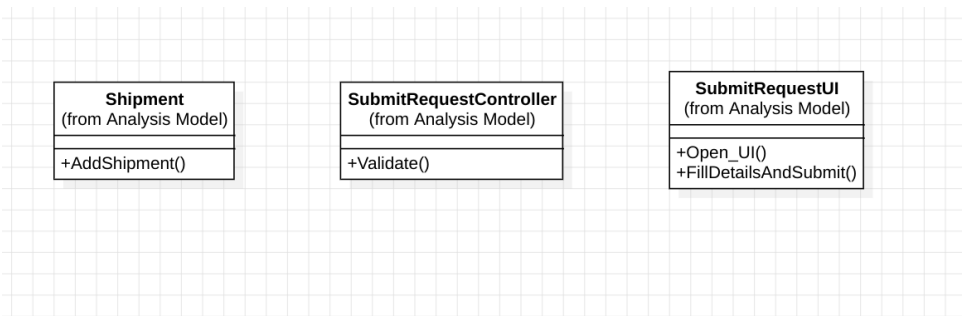 Shipment
(from Analysis Model)
+AddShipment()
SubmitRequestController
(from Analysis Model)
+Validate()
SubmitRequestUI
(from Analysis Model)
+Open_UI()
+FillDetailsAndSubmit()